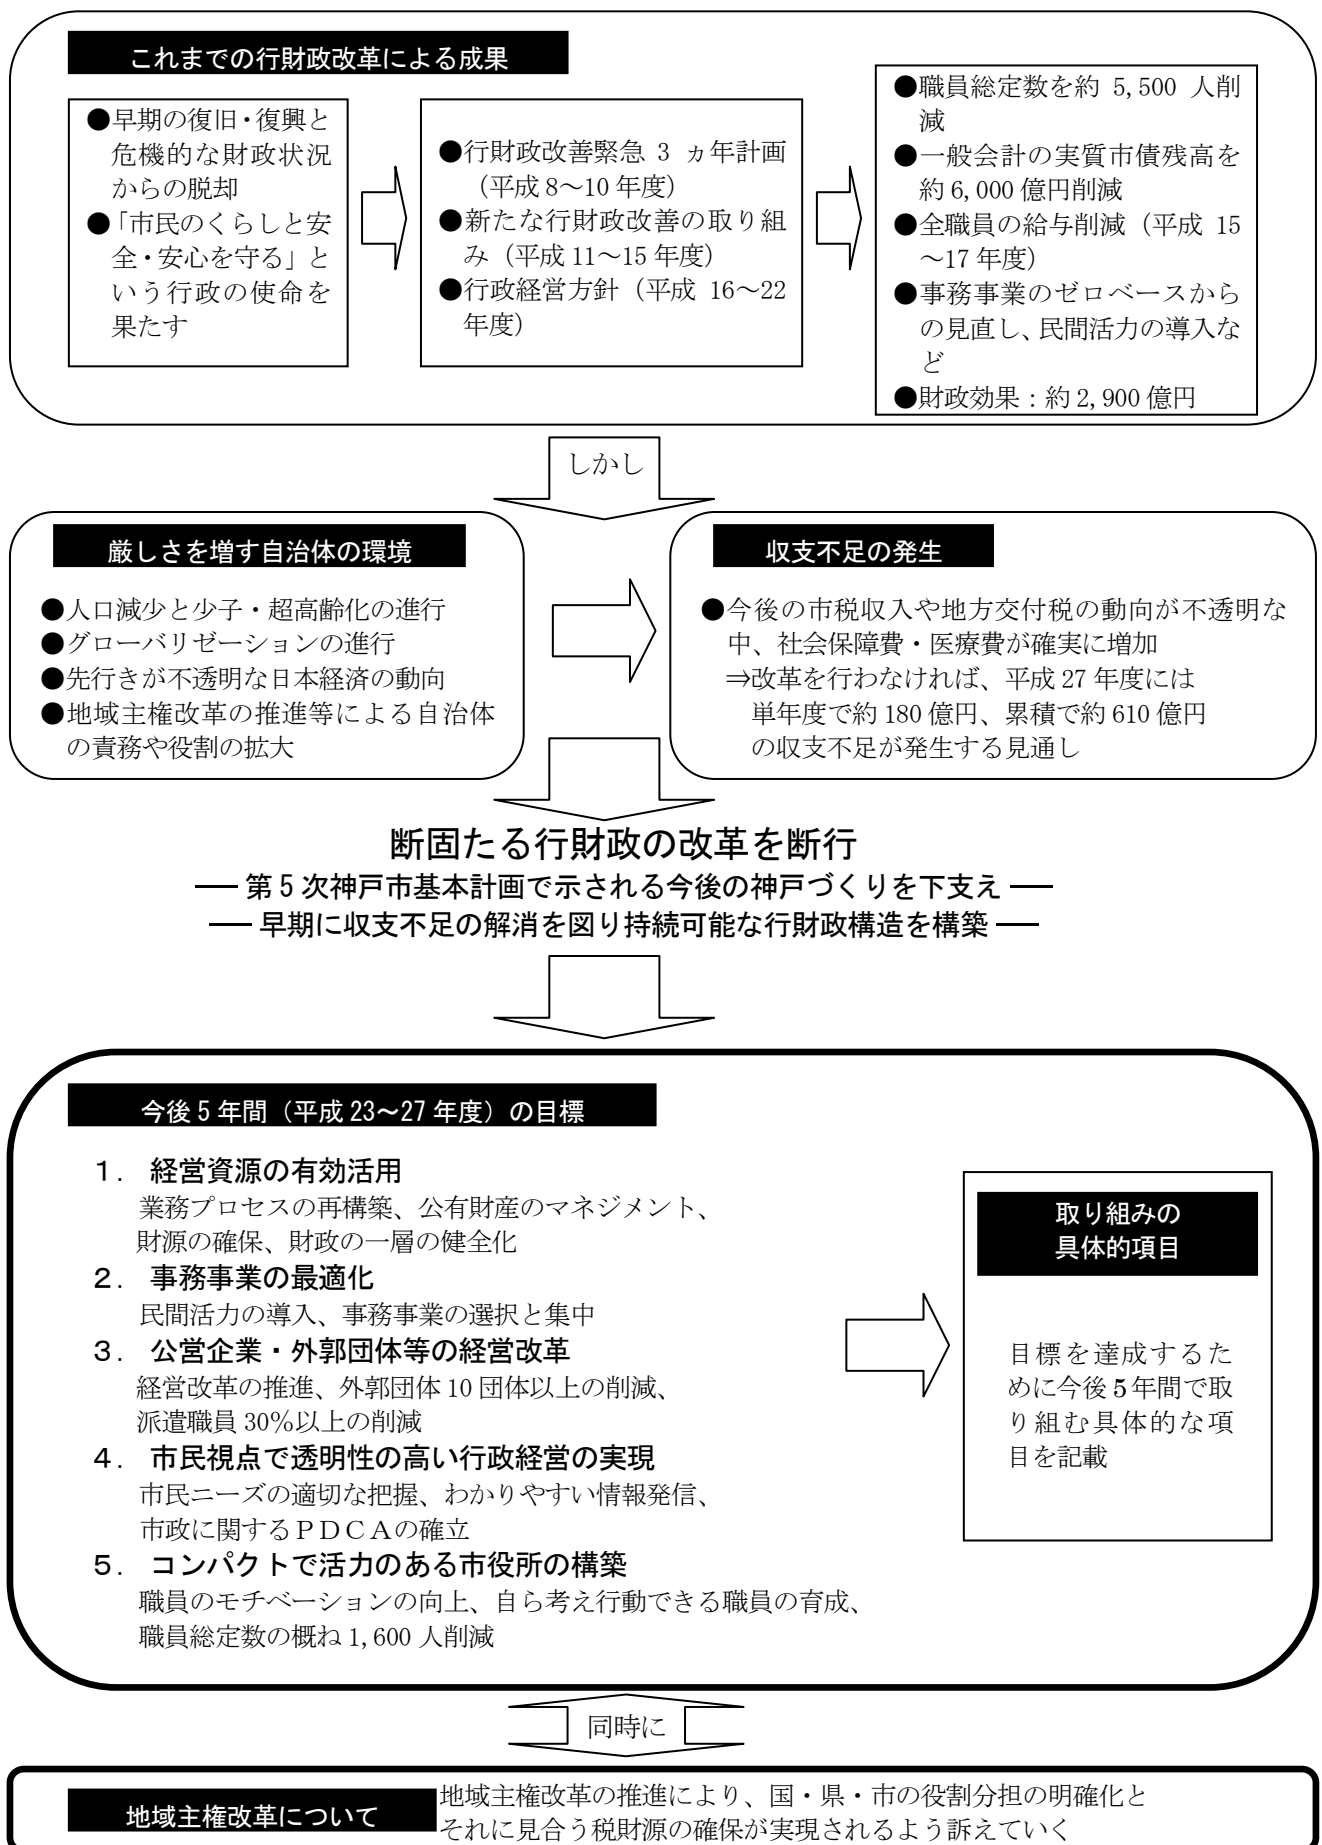 これまでの行財政改革による成果
●早期の復旧・復興と
危機的な財政状況
からの脱却
●「市民のくらしと安
全・安心を守る」と
いう行政の使命を
果たす
●行財政改善緊急 3 ヵ年計画
（平成 8～10 年度）
●新たな行財政改善の取り組
み（平成 11～15 年度）
●行政経営方針（平成 16～22
年度）
●職員総定数を約 5,500 人削
減
●一般会計の実質市債残高を
約 6,000 億円削減
●全職員の給与削減（平成 15
～17 年度）
●事務事業のゼロベースから
の見直し、民間活力の導入な
ど
●財政効果：約 2,900 億円
しかし
厳しさを増す自治体の環境
●人口減少と少子・超高齢化の進行
●グローバリゼーションの進行
●先行きが不透明な日本経済の動向
●地域主権改革の推進等による自治体
の責務や役割の拡大
収支不足の発生
●今後の市税収入や地方交付税の動向が不透明な
中、社会保障費・医療費が確実に増加
⇒改革を行わなければ、平成 27 年度には
単年度で約 180 億円、累積で約 610 億円
の収支不足が発生する見通し
断固たる行財政の改革を断行
── 第 5 次神戸市基本計画で示される今後の神戸づくりを下支え ──
── 早期に収支不足の解消を図り持続可能な行財政構造を構築 ──
今後 5 年間（平成 23～27 年度）の目標
１． 経営資源の有効活用
業務プロセスの再構築、公有財産のマネジメント、
財源の確保、財政の一層の健全化
２． 事務事業の最適化
民間活力の導入、事務事業の選択と集中
３． 公営企業・外郭団体等の経営改革
経営改革の推進、外郭団体 10 団体以上の削減、
派遣職員 30％以上の削減
４． 市民視点で透明性の高い行政経営の実現
市民ニーズの適切な把握、わかりやすい情報発信、
市政に関するＰＤＣＡの確立
５． コンパクトで活力のある市役所の構築
職員のモチベーションの向上、自ら考え行動できる職員の育成、
職員総定数の概ね 1,600 人削減
取り組みの
具体的項目
目標を達成するた
めに今後 5 年間で取
り組む具体的な項
目を記載
同時に
地域主権改革について
地域主権改革の推進により、国・県・市の役割分担の明確化と
それに見合う税財源の確保が実現されるよう訴えていく